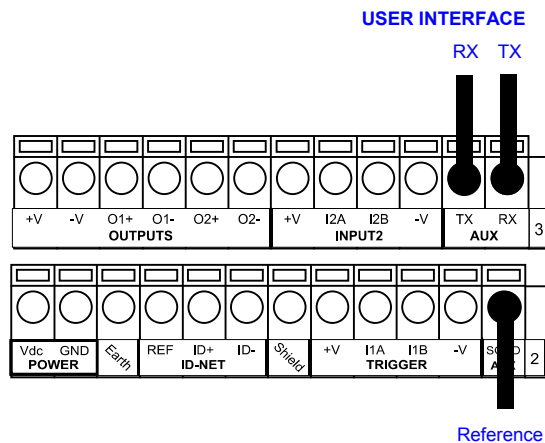 USER INTERFACE
RX TX
+V -V O1+ O1- O2+ O2- +V I2A I2B -V TX RX
OUTPUTS INPUT2 AUX 3
Vdc GND Earth REF ID+ ID- Shield +V I1A I1B -V
POWER ID-NET TRIGGER 2
Reference